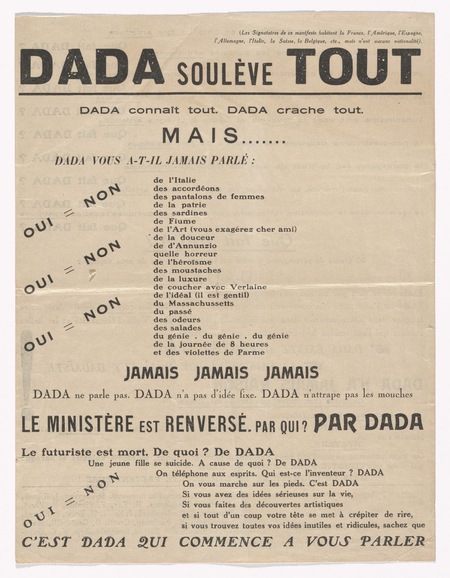 (Les Signataires de ce manifeste habitent la France, l'Amérique, l'Espagne,
l'Allemagne, l'Italie, la Suisse, la Belgique, etc., mais n'ont aucune nationalité).
DADA SOULÈVE TOUT
DADA connaît tout. DADA crache tout.
MAIS.......
DADA VOUS A-T-IL JAMAIS PARLÉ :
de l'Italie
des accordéons
des pantalons de femmes
de la patrie
des sardines
de Fiume
de l'Art (vous exagérez cher ami)
de la douceur
de d'Annunzio
quelle horreur
de l'héroïsme
des moustaches
de la luxure
de coucher avec Verlaine
de l'idéal (il est gentil)
du Massachussetts
du passé
des odeurs
des salades
du génie . du génie . du génie
de la journée de 8 heures
et des violettes de Parme
OUI = NON
OUI = NON
OUI = NON
JAMAIS JAMAIS JAMAIS
DADA ne parle pas. DADA n'a pas d'idée fixe. DADA n'attrape pas les mouches
LE MINISTÈRE EST RENVERSÉ. PAR QUI ? PAR DADA
Le futuriste est mort. De quoi ? De DADA
Une jeune fille se suicide. A cause de quoi ? De DADA
On téléphone aux esprits. Qui est-ce l'inventeur ? DADA
On vous marche sur les pieds. C'est DADA
Si vous avez des idées sérieuses sur la vie,
Si vous faites des découvertes artistiques
et si tout d'un coup votre tête se met à crépiter de rire,
si vous trouvez toutes vos idées inutiles et ridicules, sachez que
OUI = NON
C'EST DADA QUI COMMENCE A VOUS PARLER